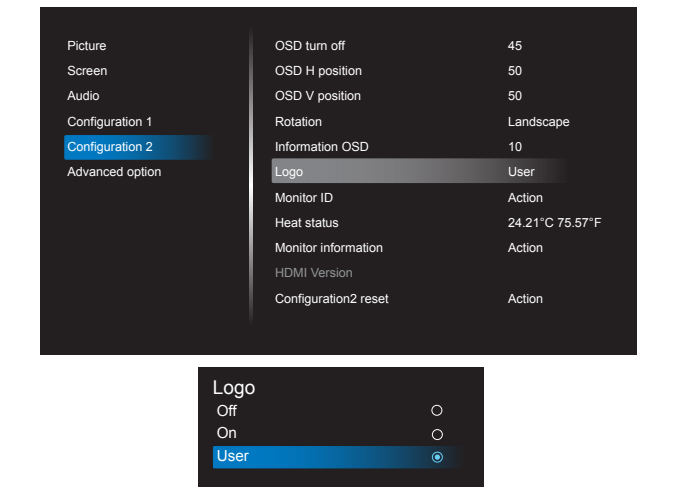 Picture
Screen
Audio
Configuration 1
Configuration 2
Advanced option
OSD turn off 45
OSD H position 50
OSD V position 50
Rotation Landscape
Information OSD 10
Logo User
Monitor ID Action
Heat status 24.21°C 75.57°F
Monitor information Action
HDMI Version
Configuration2 reset Action
Logo
Off
On
User